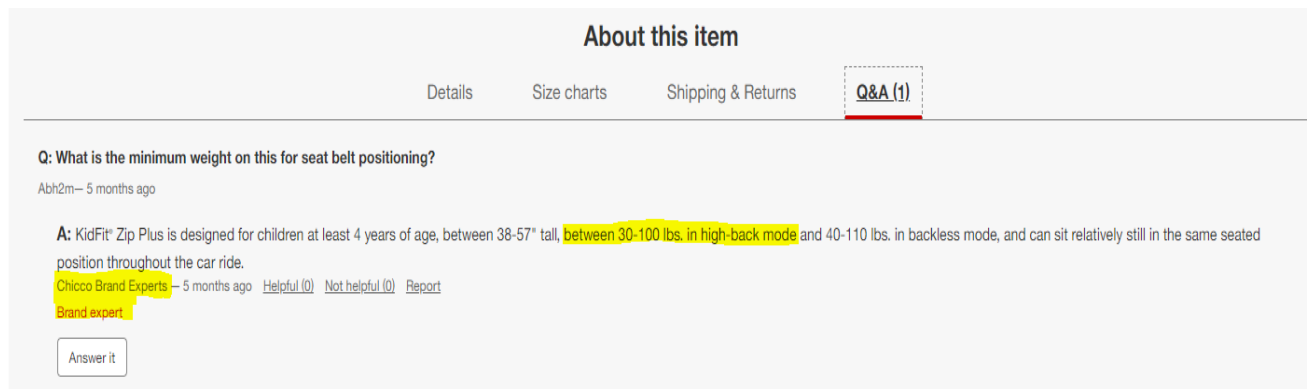 About this item
Details Size charts Shipping & Returns Q&A (1)
Q: What is the minimum weight on this for seat belt positioning?
Abh2m— 5 months ago
A: KidFit® Zip Plus is designed for children at least 4 years of age, between 38-57" tall, between 30-100 lbs. in high-back mode and 40-110 lbs. in backless mode, and can sit relatively still in the same seated
position throughout the car ride.
Chicco Brand Experts – 5 months ago Helpful (0) Not helpful (0) Report
Brand expert
Answer it